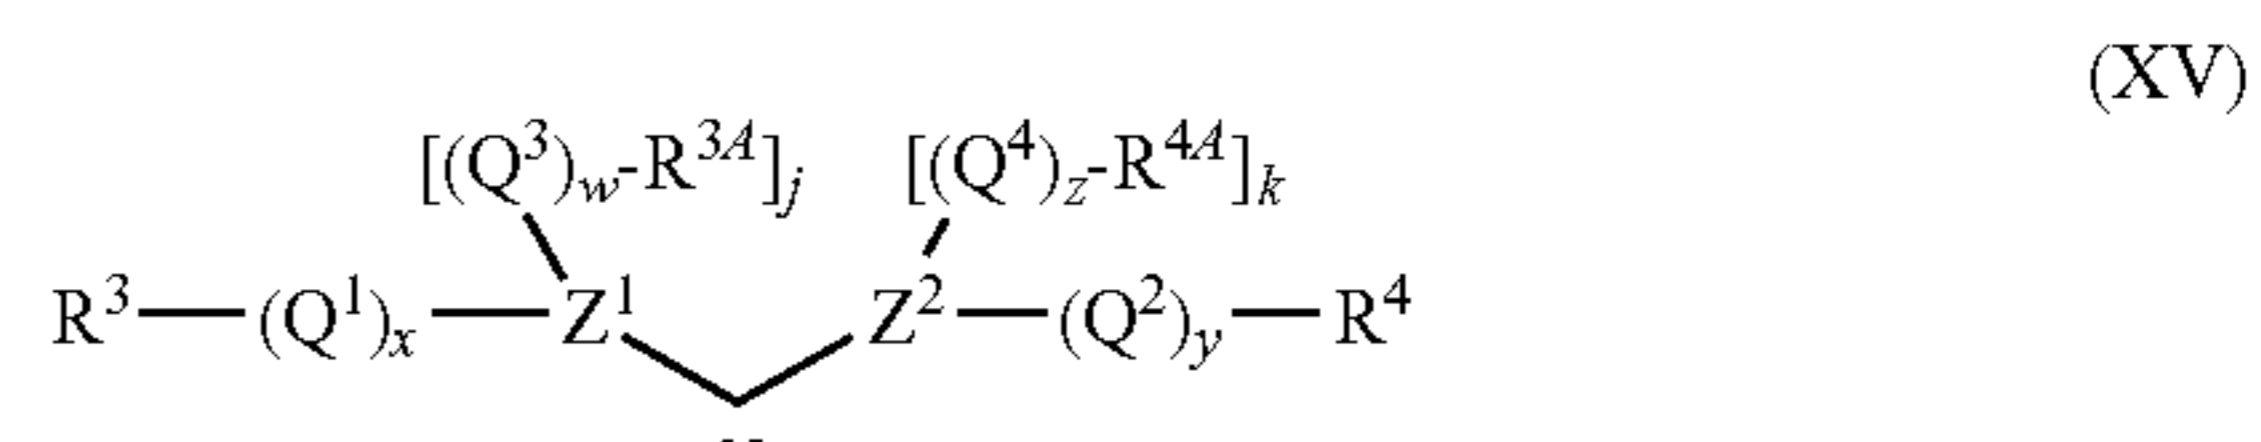 (XV)
[(Q³)w-R³ᴬ]j [(Q⁴)z-R⁴ᴬ]k
R³—(Q¹)x—Z¹ Z²—(Q²)y—R⁴